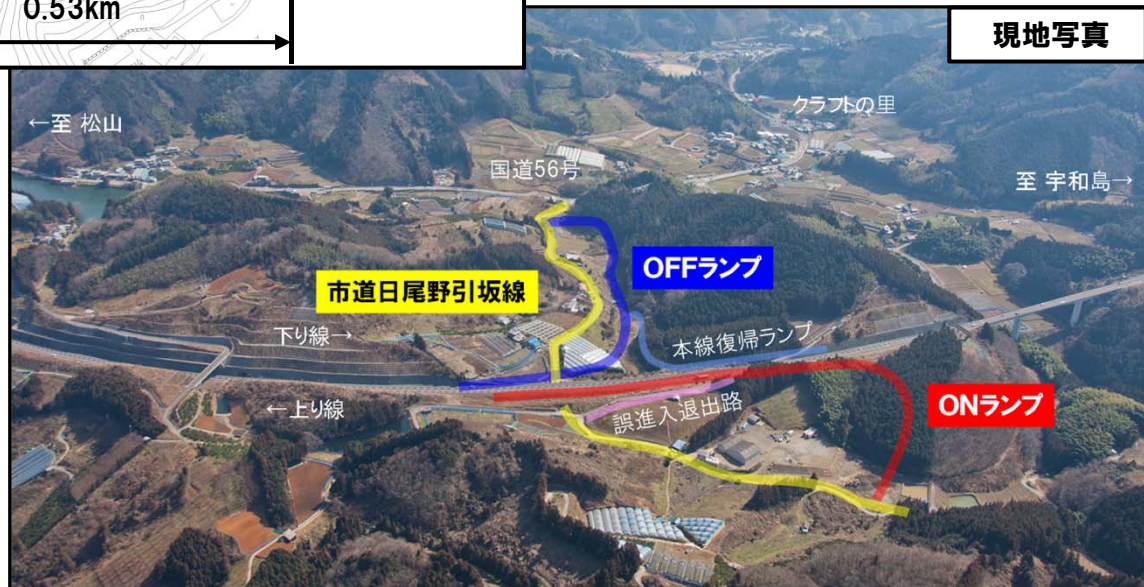 0.53km
現地写真
クラフトの里
←至 松山
国道56号
至 宇和島→
OFFランプ
市道日尾野引坂線
下り線→
本線復帰ランプ
←上り線
誤進入退出路
ONランプ